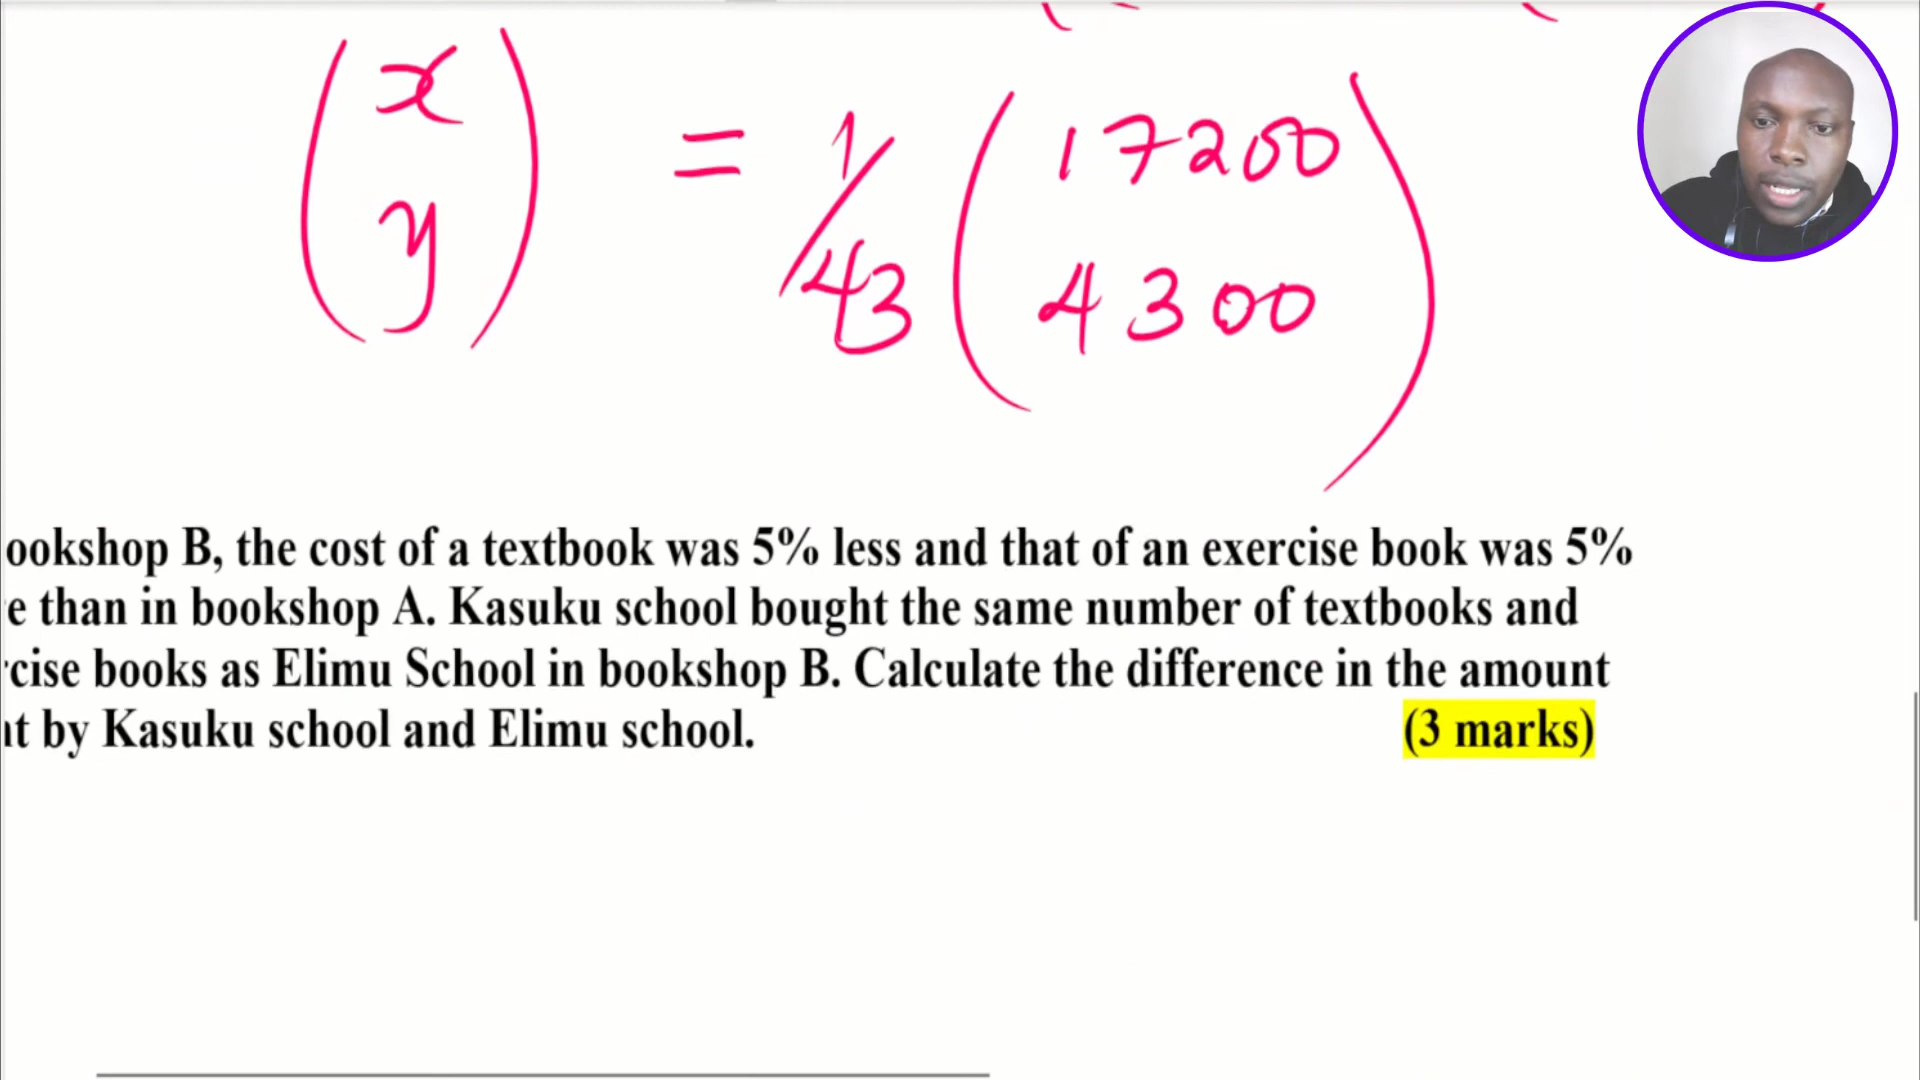 x
y
= 1/43
17200
4300
ookshop B, the cost of a textbook was 5% less and that of an exercise book was 5%
e than in bookshop A. Kasuku school bought the same number of textbooks and
cise books as Elimu School in bookshop B. Calculate the difference in the amount
t by Kasuku school and Elimu school. (3 marks)